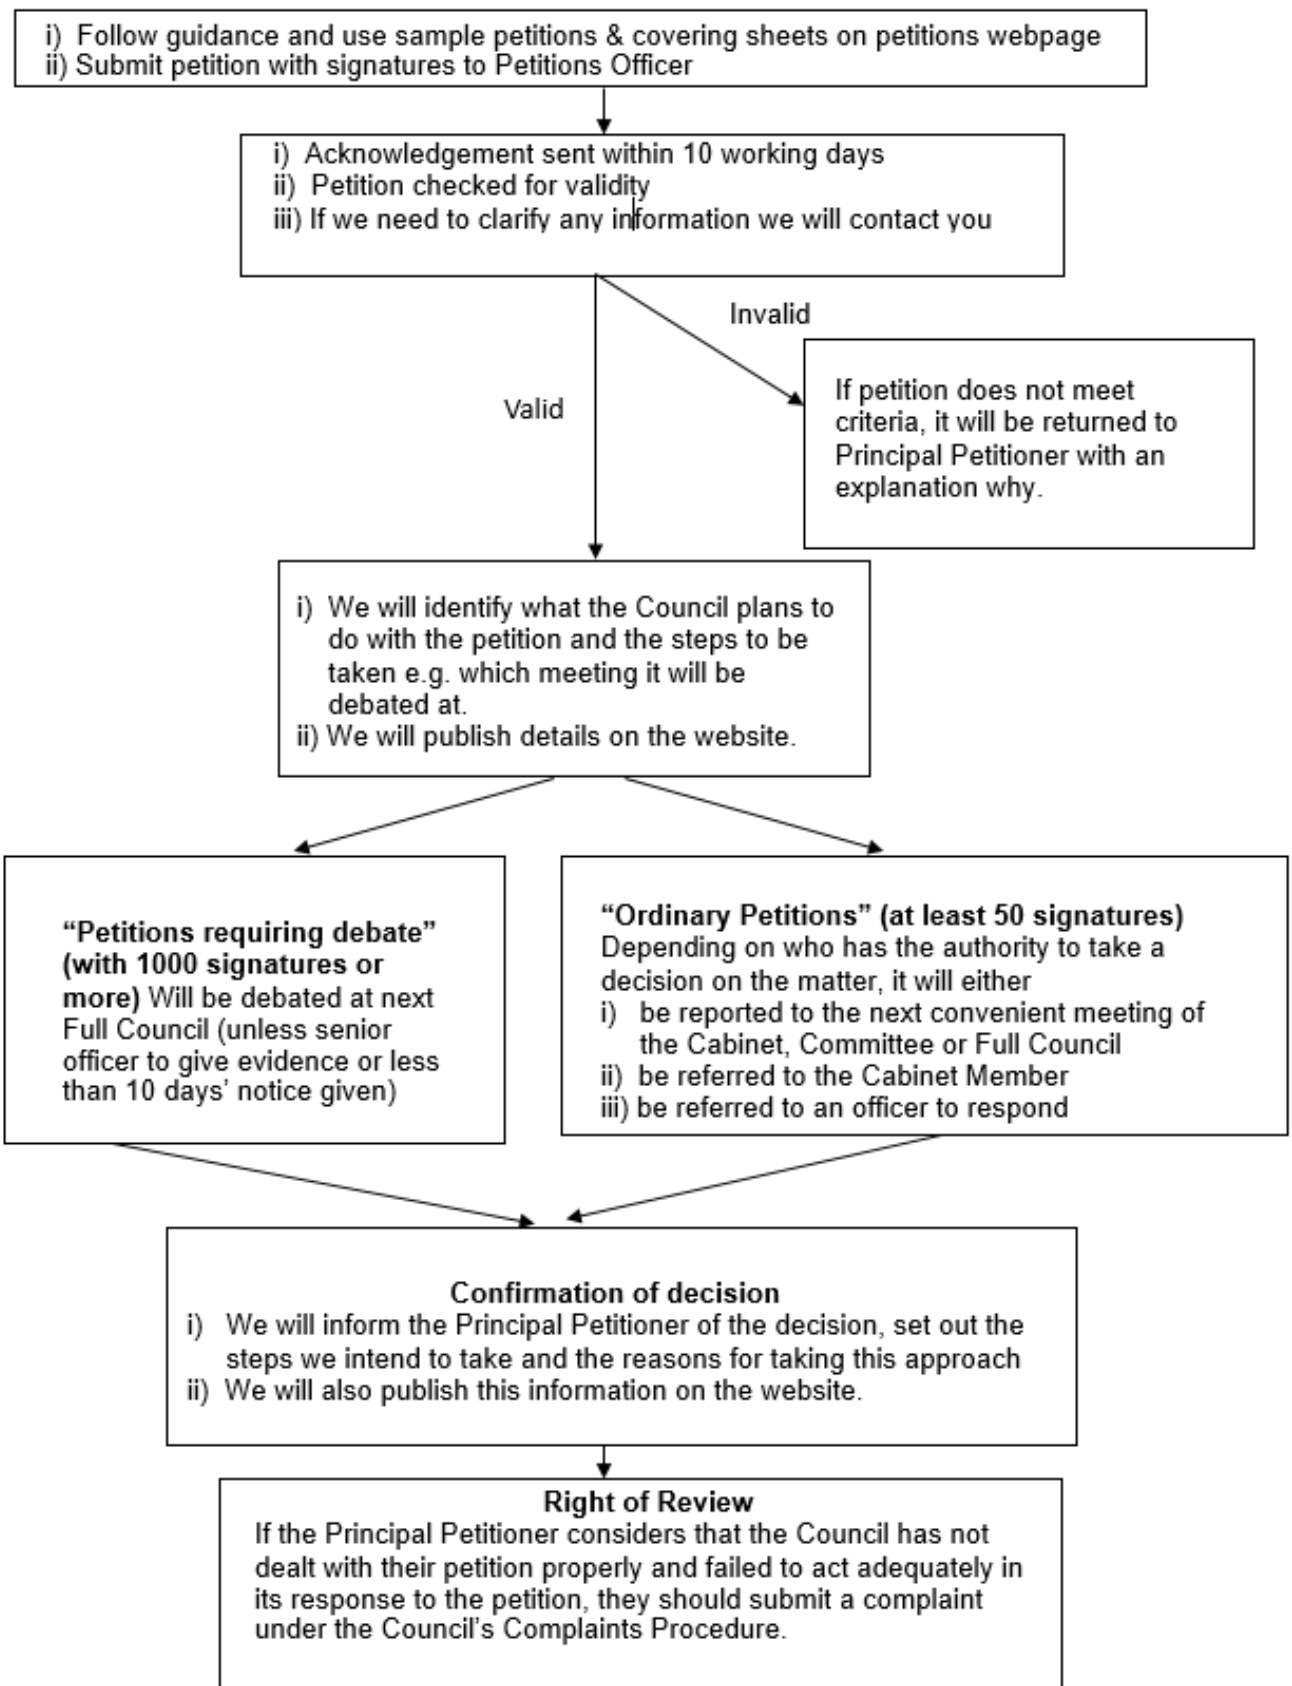 i) Follow guidance and use sample petitions & covering sheets on petitions webpage
ii) Submit petition with signatures to Petitions Officer
i) Acknowledgement sent within 10 working days
ii) Petition checked for validity
iii) If we need to clarify any information we will contact you
Invalid
Valid
If petition does not meet
criteria, it will be returned to
Principal Petitioner with an
explanation why.
i) We will identify what the Council plans to
do with the petition and the steps to be
taken e.g. which meeting it will be
debated at.
ii) We will publish details on the website.
“Petitions requiring debate”
(with 1000 signatures or
more) Will be debated at next
Full Council (unless senior
officer to give evidence or less
than 10 days’ notice given)
“Ordinary Petitions” (at least 50 signatures)
Depending on who has the authority to take a
decision on the matter, it will either
i) be reported to the next convenient meeting of
the Cabinet, Committee or Full Council
ii) be referred to the Cabinet Member
iii) be referred to an officer to respond
Confirmation of decision
i) We will inform the Principal Petitioner of the decision, set out the
steps we intend to take and the reasons for taking this approach
ii) We will also publish this information on the website.
Right of Review
If the Principal Petitioner considers that the Council has not
dealt with their petition properly and failed to act adequately in
its response to the petition, they should submit a complaint
under the Council’s Complaints Procedure.